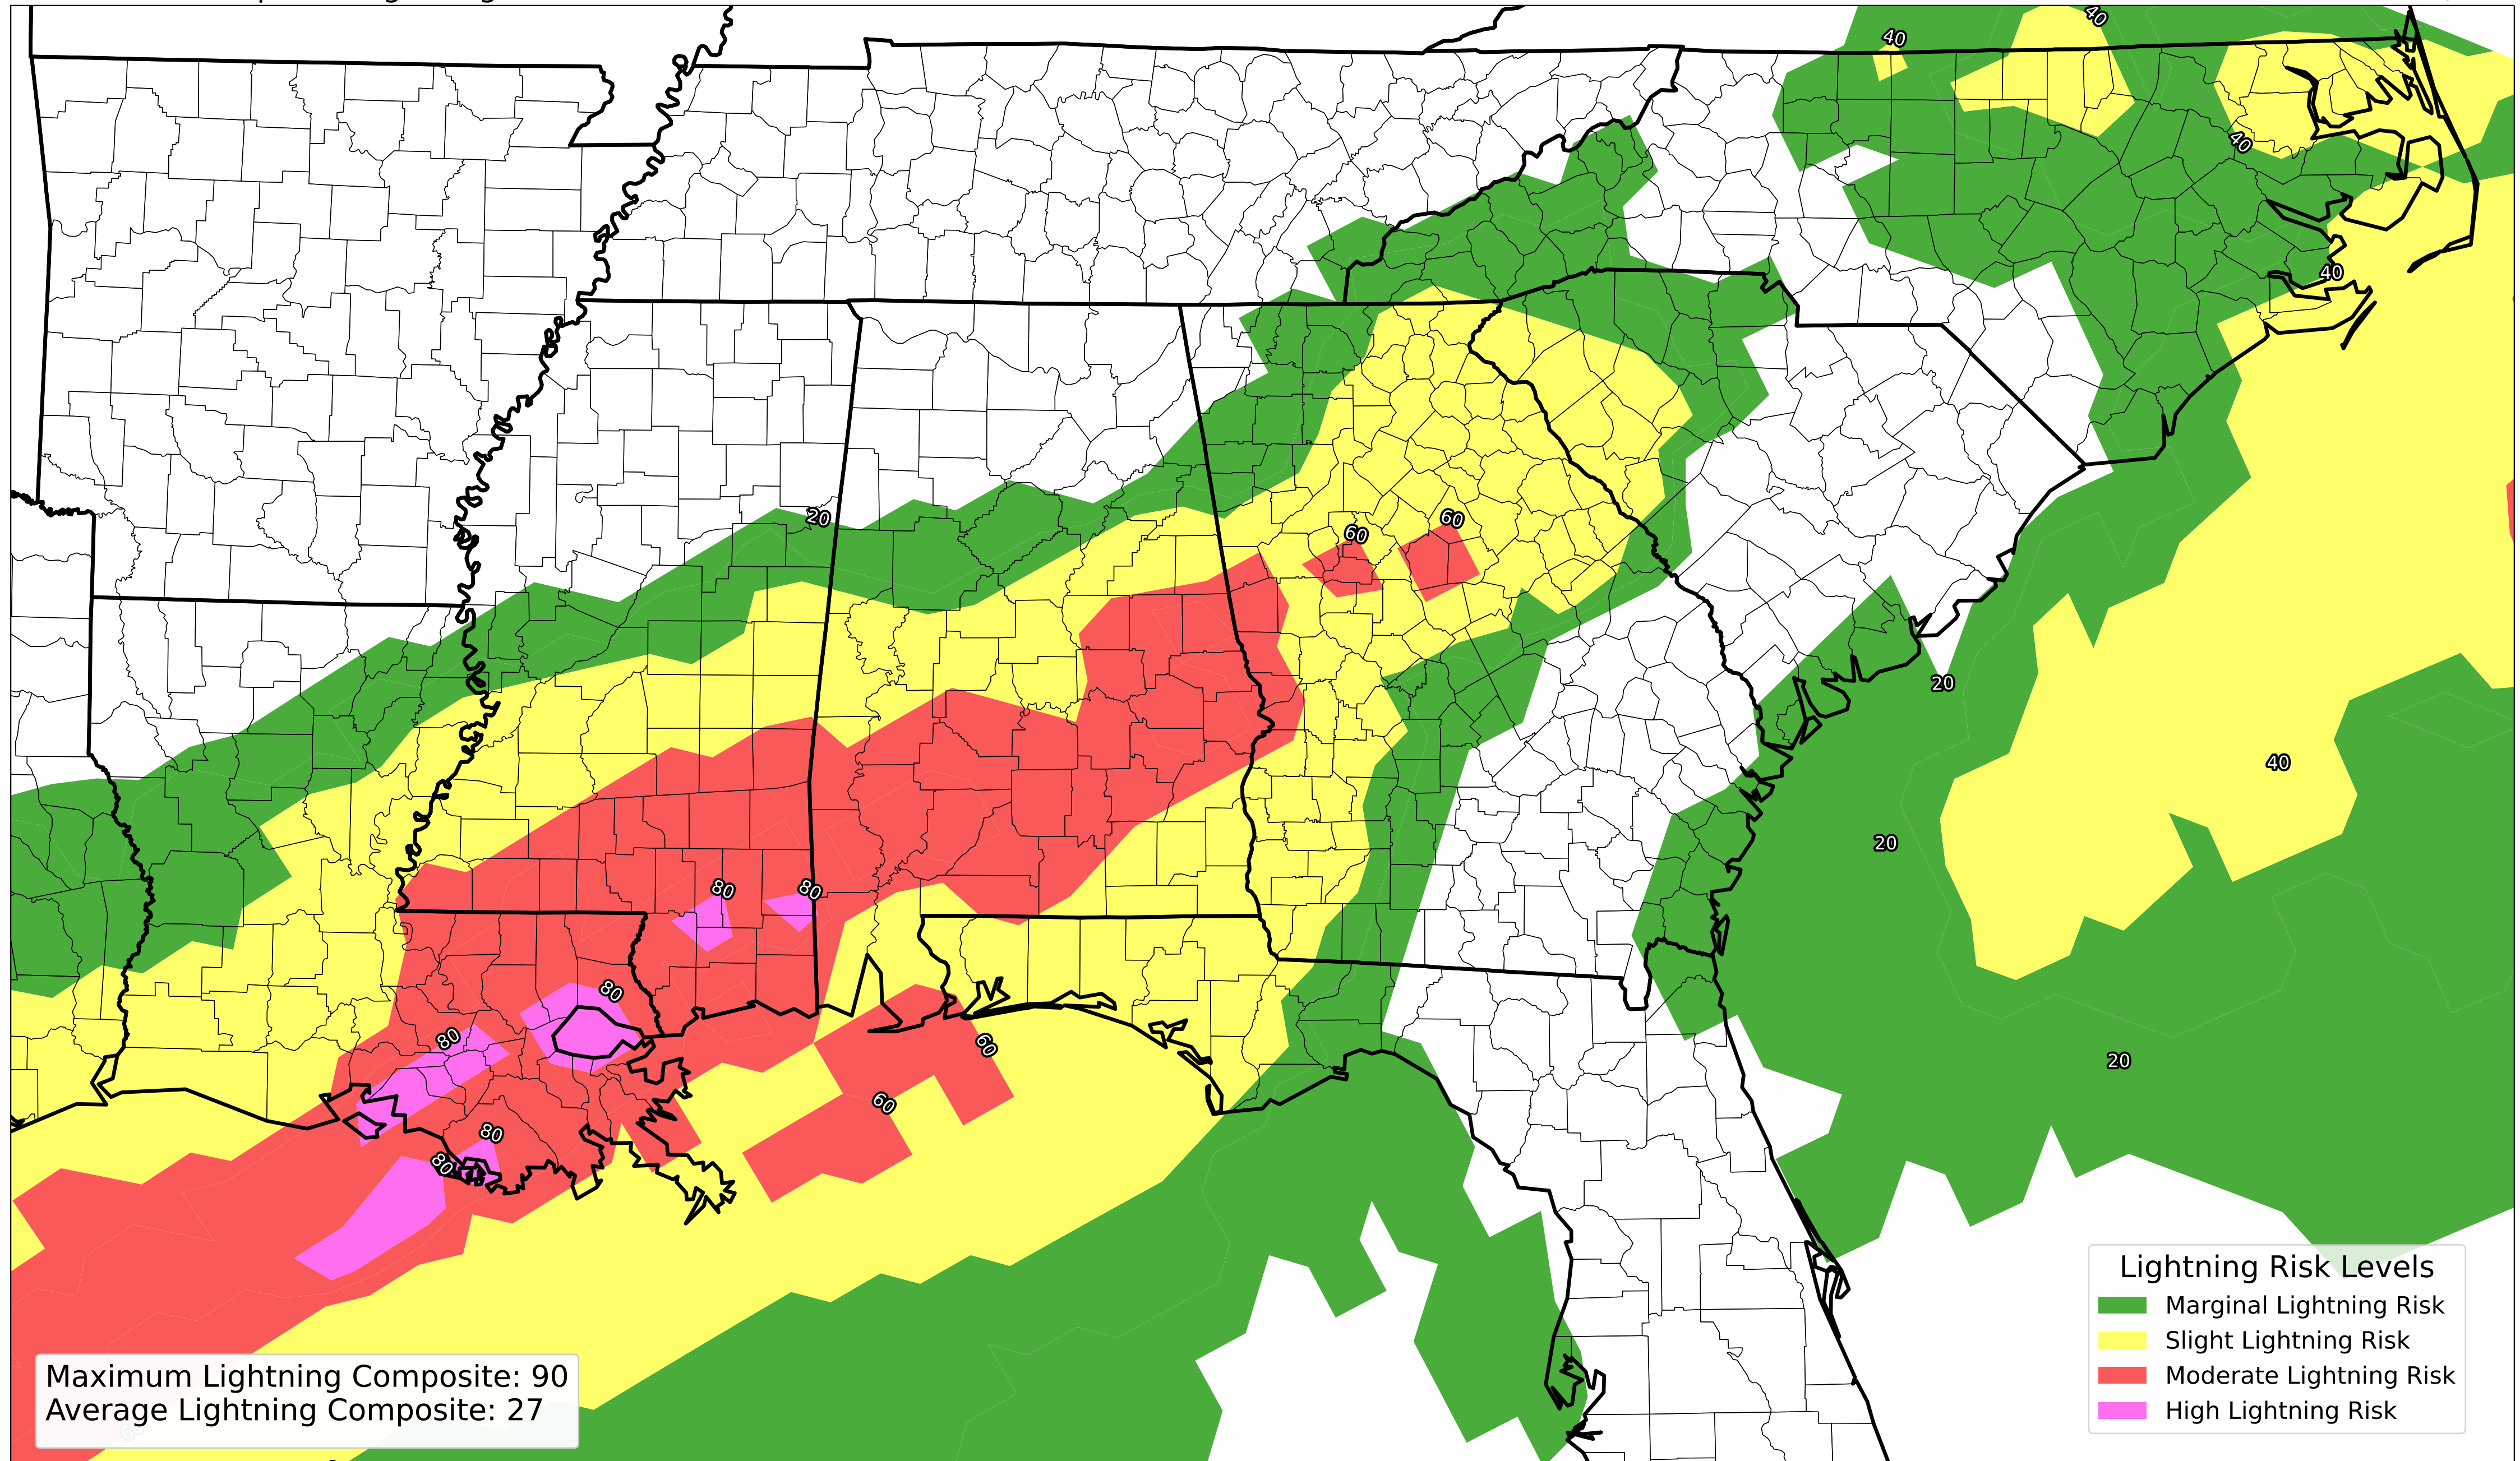 40
40
40
40
20
60
60
20
40
80
80
20
80
60
80
20
60
80
80
Lightning Risk Levels
Marginal Lightning Risk
Slight Lightning Risk
Moderate Lightning Risk
High Lightning Risk
Maximum Lightning Composite: 90
Average Lightning Composite: 27